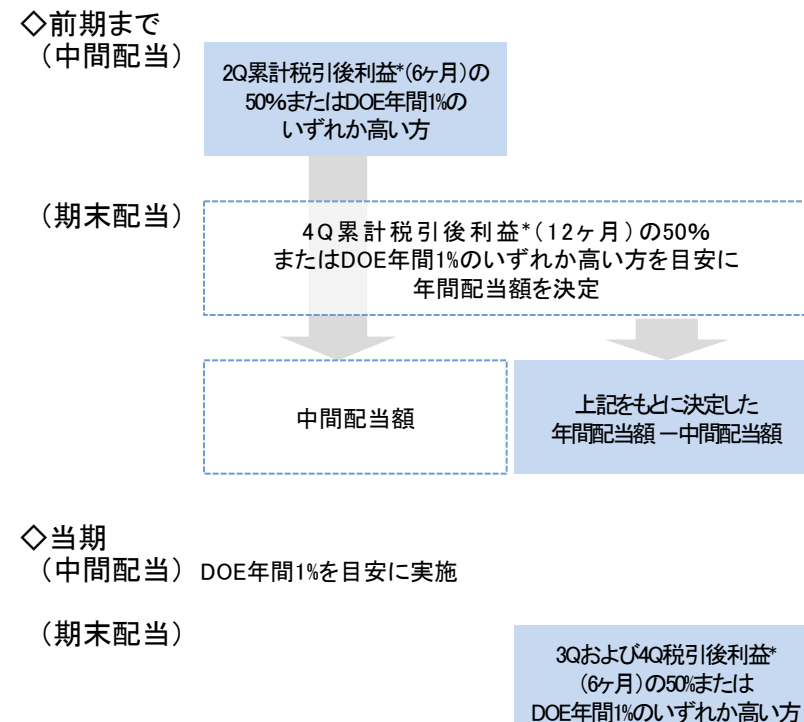 ◇前期まで
（中間配当）
2Q累計税引後利益*(6ヶ月)の
50%またはDOE年間1%の
いずれか高い方
（期末配当）
4Q累計税引後利益*(12ヶ月)の50%
またはDOE年間1%のいずれか高い方を目安に
年間配当額を決定
中間配当額
上記をもとに決定した
年間配当額－中間配当額
◇当期
（中間配当）DOE年間1%を目安に実施
（期末配当）
3Qおよび4Q税引後利益*
(6ヶ月)の50%または
DOE年間1%のいずれか高い方